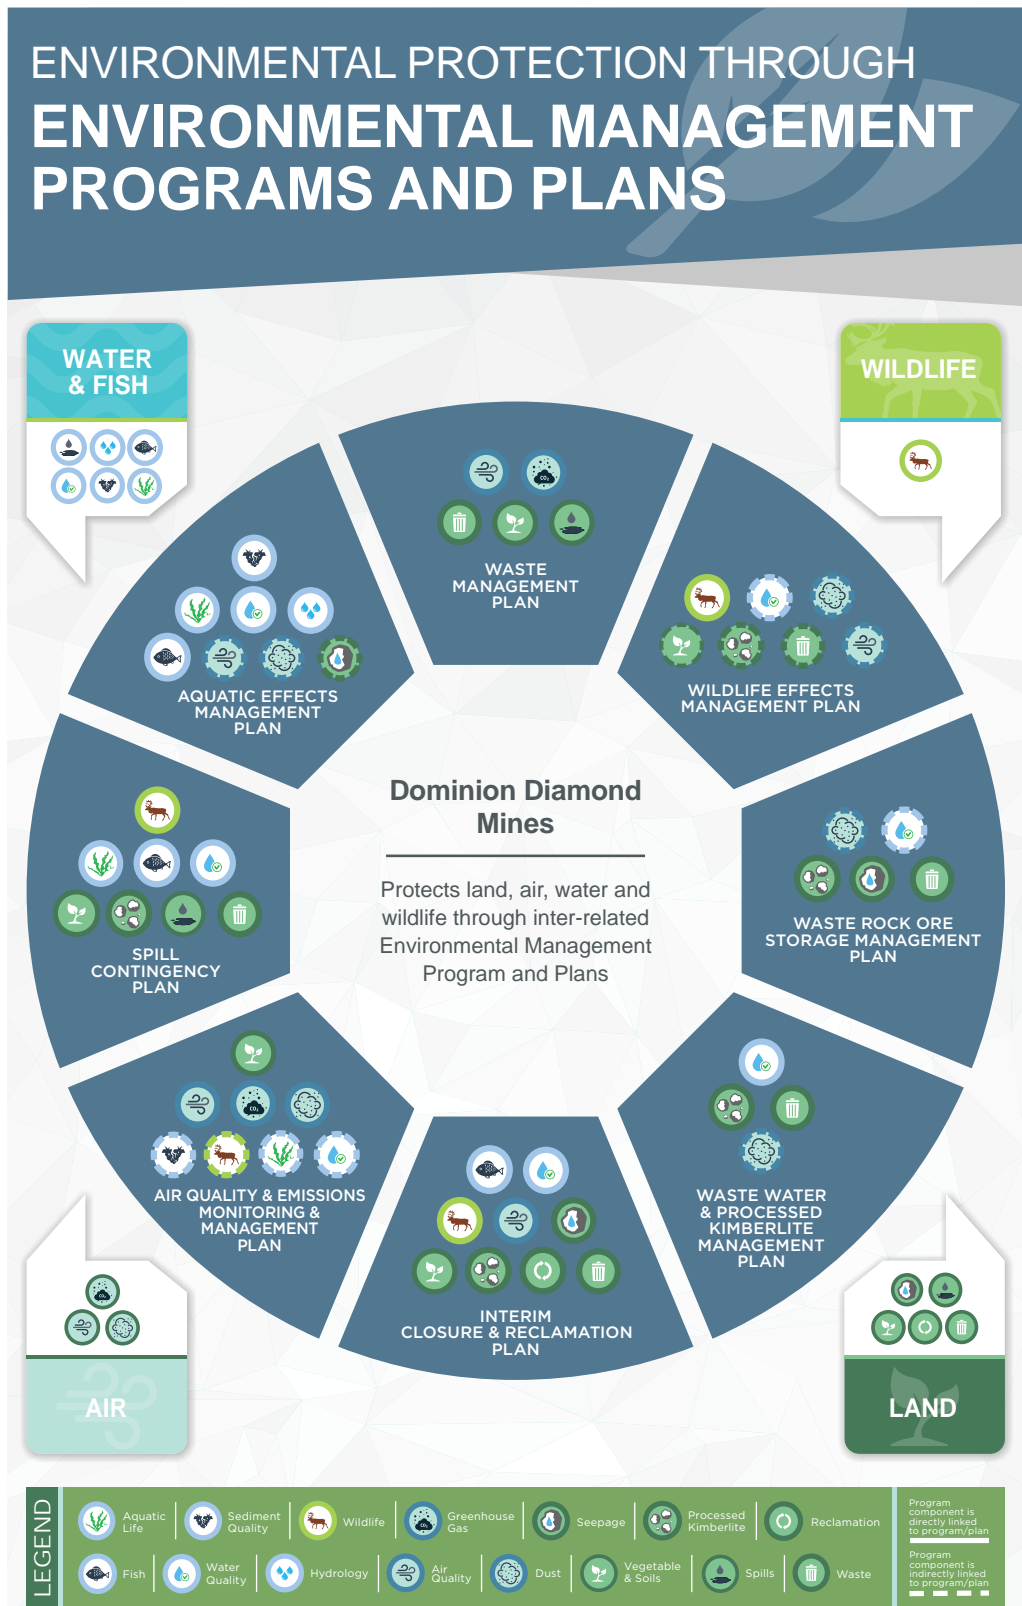 ENVIRONMENTAL PROTECTION THROUGH
ENVIRONMENTAL MANAGEMENT
PROGRAMS AND PLANS
WATER
& FISH
WILDLIFE
WASTE
MANAGEMENT
PLAN
AQUATIC EFFECTS
MANAGEMENT
PLAN
WILDLIFE EFFECTS
MANAGEMENT PLAN
Dominion Diamond
Mines
Protects land, air, water and
wildlife through inter-related
Environmental Management
Program and Plans
SPILL
CONTINGENCY
PLAN
WASTE ROCK ORE
STORAGE MANAGEMENT
PLAN
AIR QUALITY & EMISSIONS
MONITORING &
MANAGEMENT
PLAN
WASTE WATER
& PROCESSED
KIMBERLITE
MANAGEMENT
PLAN
INTERIM
CLOSURE & RECLAMATION
PLAN
AIR
LAND
LEGEND
Aquatic
Life
Sediment
Quality
Wildlife
Greenhouse
Gas
Seepage
Processed
Kimberlite
Reclamation
Fish
Water
Quality
Hydrology
Air
Quality
Dust
Vegetable
& Soils
Spills
Waste
Program
component is
directly linked
to program/plan
Program
component is
indirectly linked
to program/plan